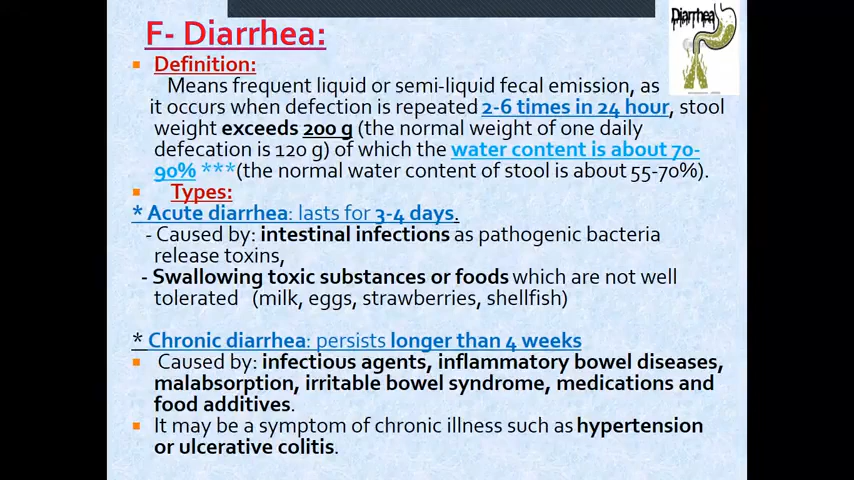 F- Diarrhea:
Diarrhea
▪ Definition:
Means frequent liquid or semi-liquid fecal emission, as
it occurs when defection is repeated 2-6 times in 24 hour, stool
weight exceeds 200 g (the normal weight of one daily
defecation is 120 g) of which the water content is about 70-
90% ***(the normal water content of stool is about 55-70%).
▪ Types:
* Acute diarrhea: lasts for 3-4 days.
- Caused by: intestinal infections as pathogenic bacteria
release toxins,
- Swallowing toxic substances or foods which are not well
tolerated (milk, eggs, strawberries, shellfish)
* Chronic diarrhea: persists longer than 4 weeks
▪ Caused by: infectious agents, inflammatory bowel diseases,
malabsorption, irritable bowel syndrome, medications and
food additives.
▪ It may be a symptom of chronic illness such as hypertension
or ulcerative colitis.